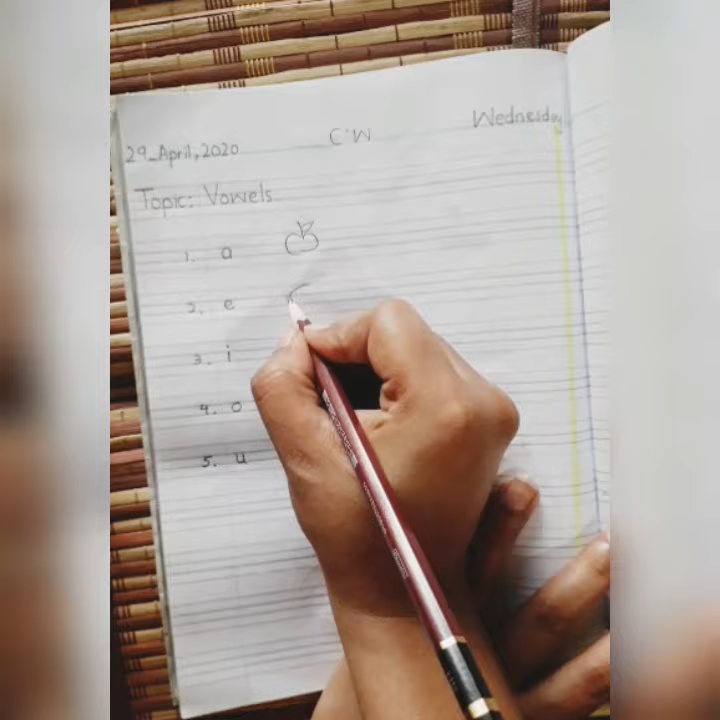 29_April,2020 C.W Wednesday
Topic: Vowels
1. a
2. e
3. i
4. o
5. u